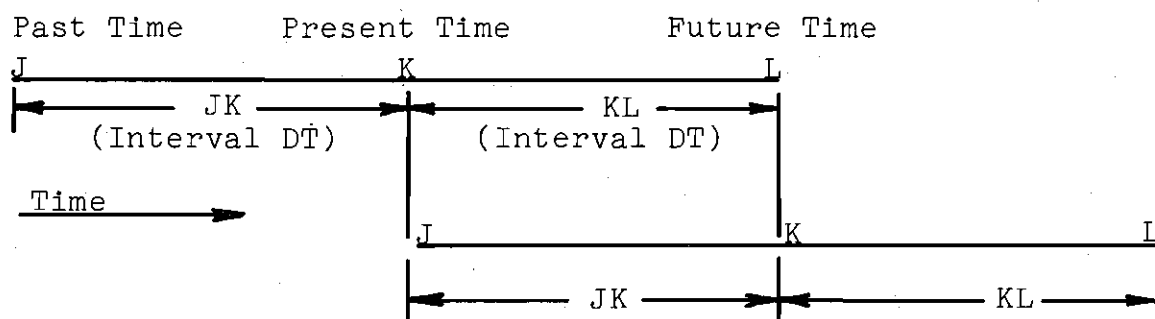 Past Time Present Time Future Time
J K L
JK KL
(Interval DT) (Interval DT)
Time
J K L
JK KL